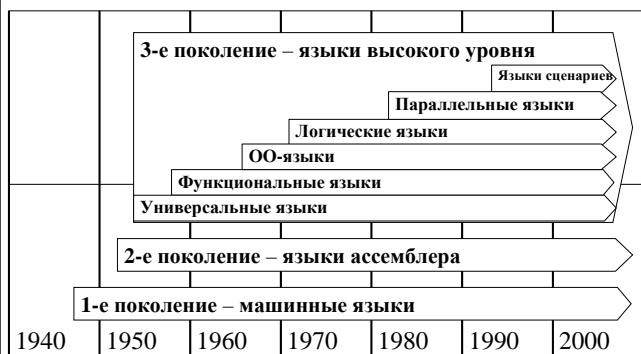 3-е поколение – языки высокого уровня
Языки сценариев
Параллельные языки
Логические языки
ОО-языки
Функциональные языки
Универсальные языки
2-е поколение – языки ассемблера
1-е поколение – машинные языки
1940 1950 1960 1970 1980 1990 2000